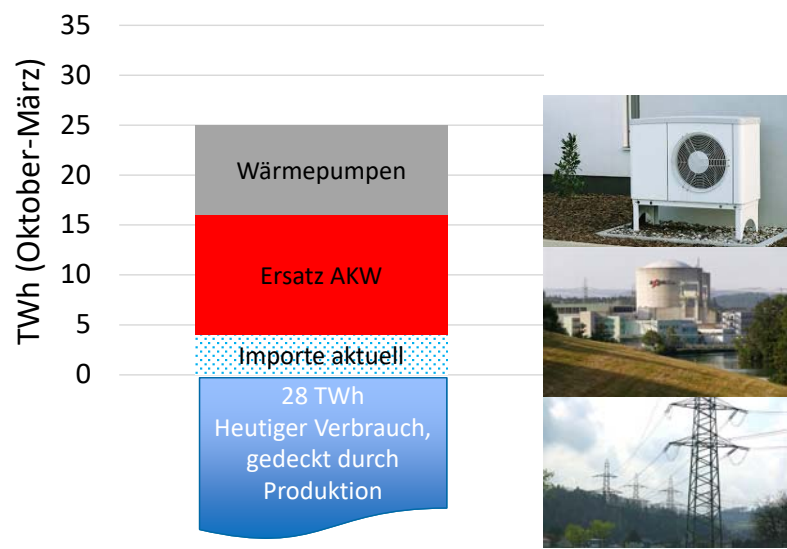 TWh (Oktober-März)
35
30
25
20
15
10
5
0
Wärmepumpen
Ersatz AKW
Importe aktuell
28 TWh
Heutiger Verbrauch,
gedeckt durch
Produktion